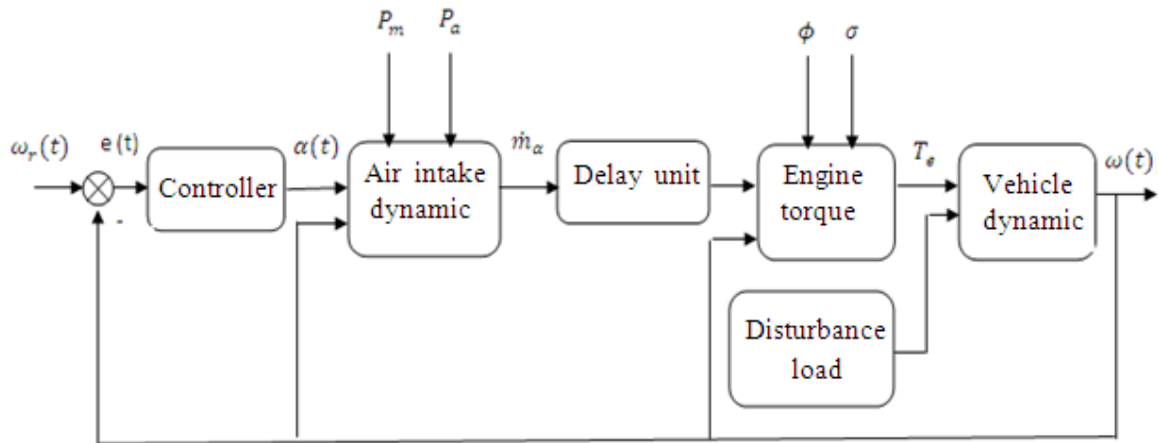 P_m P_a ϕ σ
ω_r(t) e(t) α(t) ṁ_α T_e ω(t)
Controller
Air intake
dynamic
Delay unit
Engine
torque
Vehicle
dynamic
-
Disturbance
load